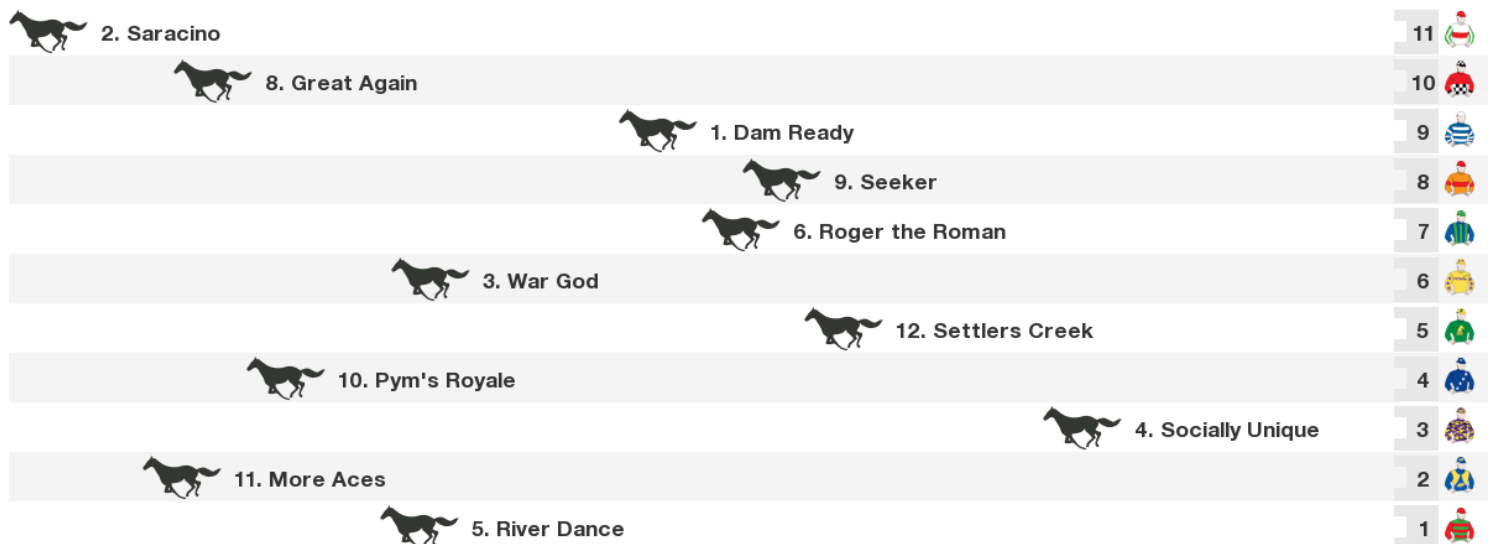 2. Saracino 11
8. Great Again 10
1. Dam Ready 9
9. Seeker 8
6. Roger the Roman 7
3. War God 6
12. Settlers Creek 5
10. Pym's Royale 4
4. Socially Unique 3
11. More Aces 2
5. River Dance 1